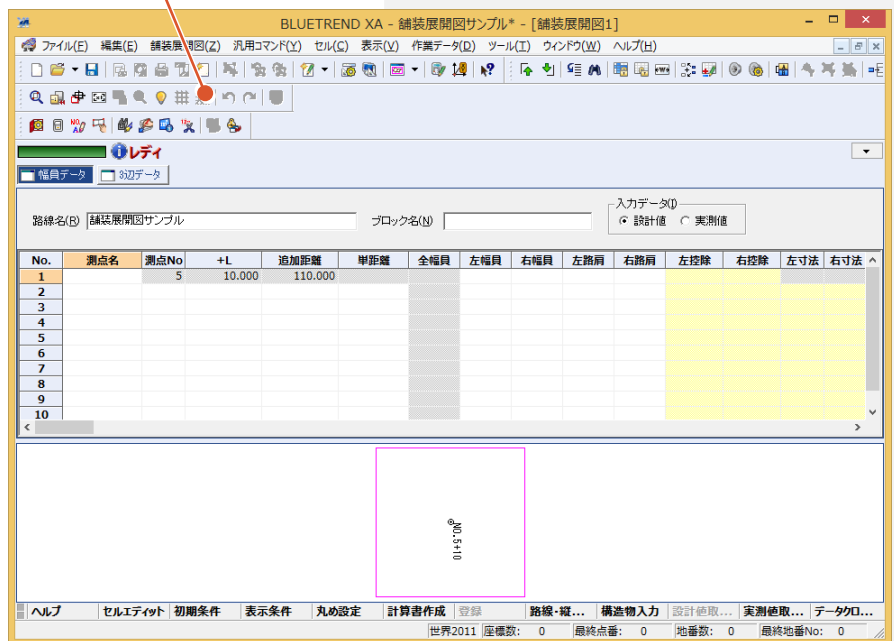 BLUETREND XA - 舗装展開図サンプル* - [舗装展開図1]
ファイル(F) 編集(E) 舗装展開図(Z) 汎用コマンド(Y) セル(C) 表示(V) 作業データ(D) ツール(T) ウィンドウ(W) ヘルプ(H)
レディ
幅員データ 3辺データ
入力データ(I)
路線名(R) 舗装展開図サンプル ブロック名(N) 設計値 実測値
No. 測点名 測点No +L 追加距離 単距離 全幅員 左幅員 右幅員 左路肩 右路肩 左控除 右控除 左寸法 右寸法
1 5 10.000 110.000
2
3
4
5
6
7
8
9
10
NO.5+10
ヘルプ セルエディット 初期条件 表示条件 丸め設定 計算書作成 登録 路線・縦... 構造物入力 設計値取... 実測値取... データクロ...
世界2011 座標数: 0 最終点番: 0 地番数: 0 最終地番No: 0